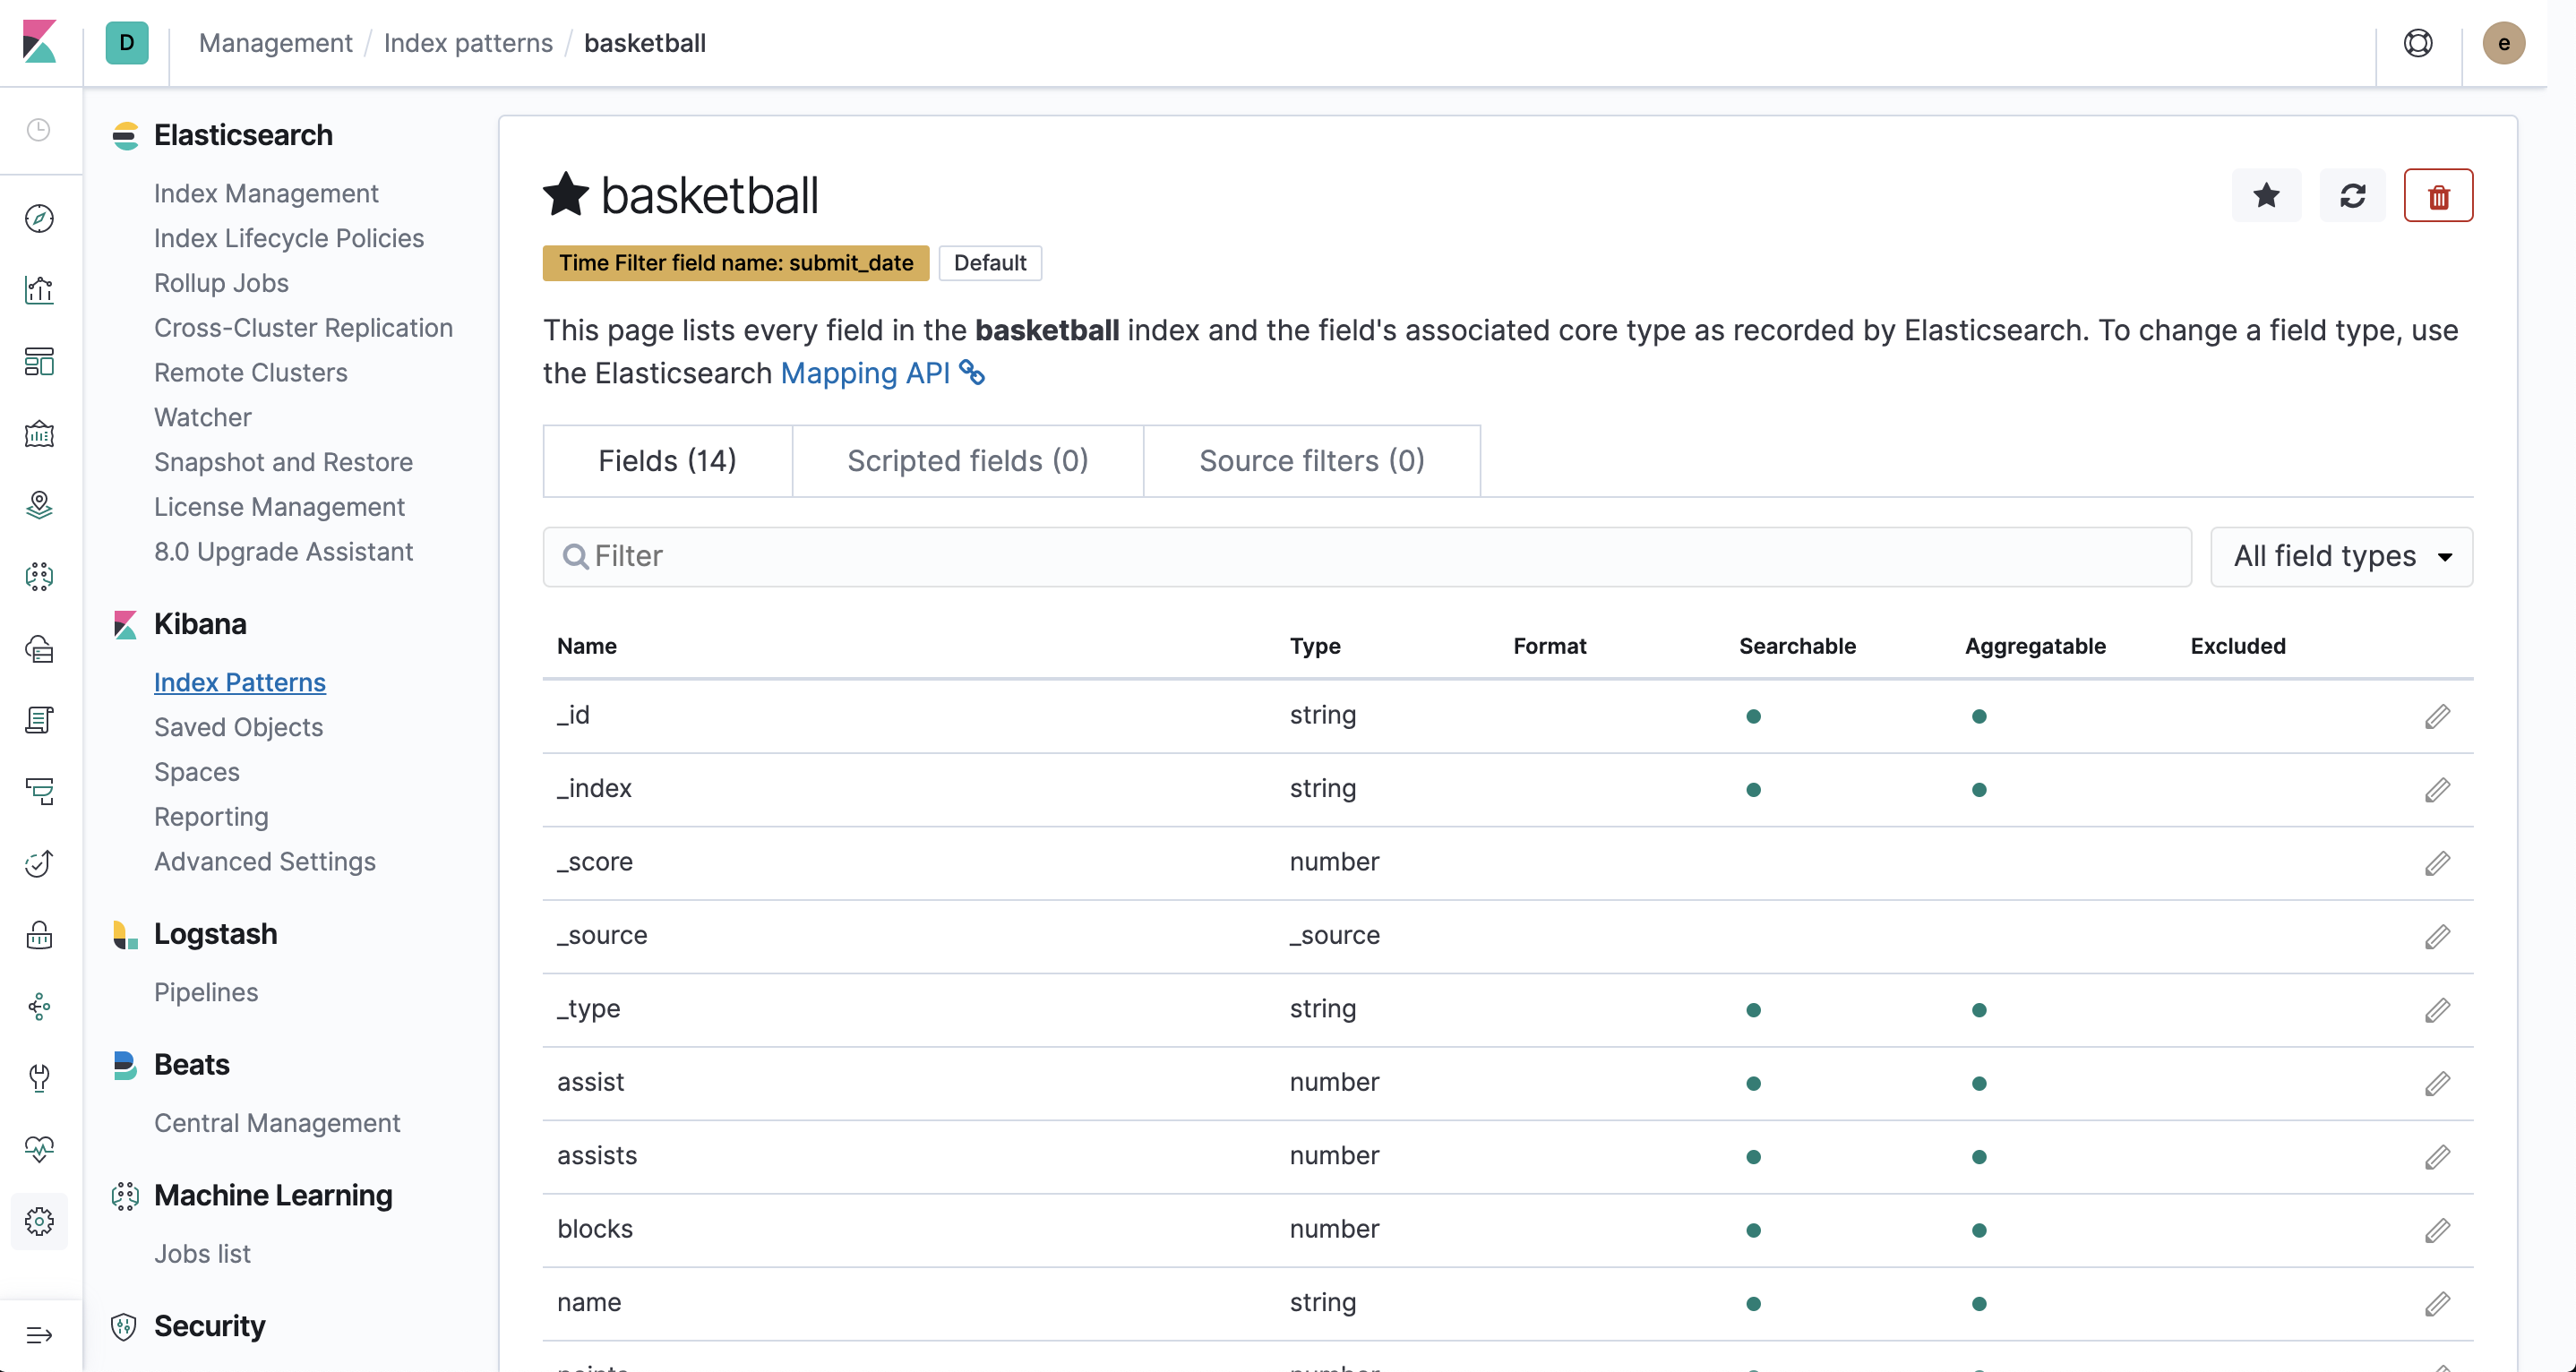 D
Management / Index patterns / basketball
e
Elasticsearch
Index Management
Index Lifecycle Policies
Rollup Jobs
Cross-Cluster Replication
Remote Clusters
Watcher
Snapshot and Restore
License Management
8.0 Upgrade Assistant
Kibana
Index Patterns
Saved Objects
Spaces
Reporting
Advanced Settings
Logstash
Pipelines
Beats
Central Management
Machine Learning
Jobs list
Security
basketball
Time Filter field name: submit_date Default
This page lists every field in the basketball index and the field's associated core type as recorded by Elasticsearch. To change a field type, use
the Elasticsearch Mapping API
Fields (14) Scripted fields (0) Source filters (0)
Filter All field types
Name Type Format Searchable Aggregatable Excluded
_id string
_index string
_score number
_source _source
_type string
assist number
assists number
blocks number
name string